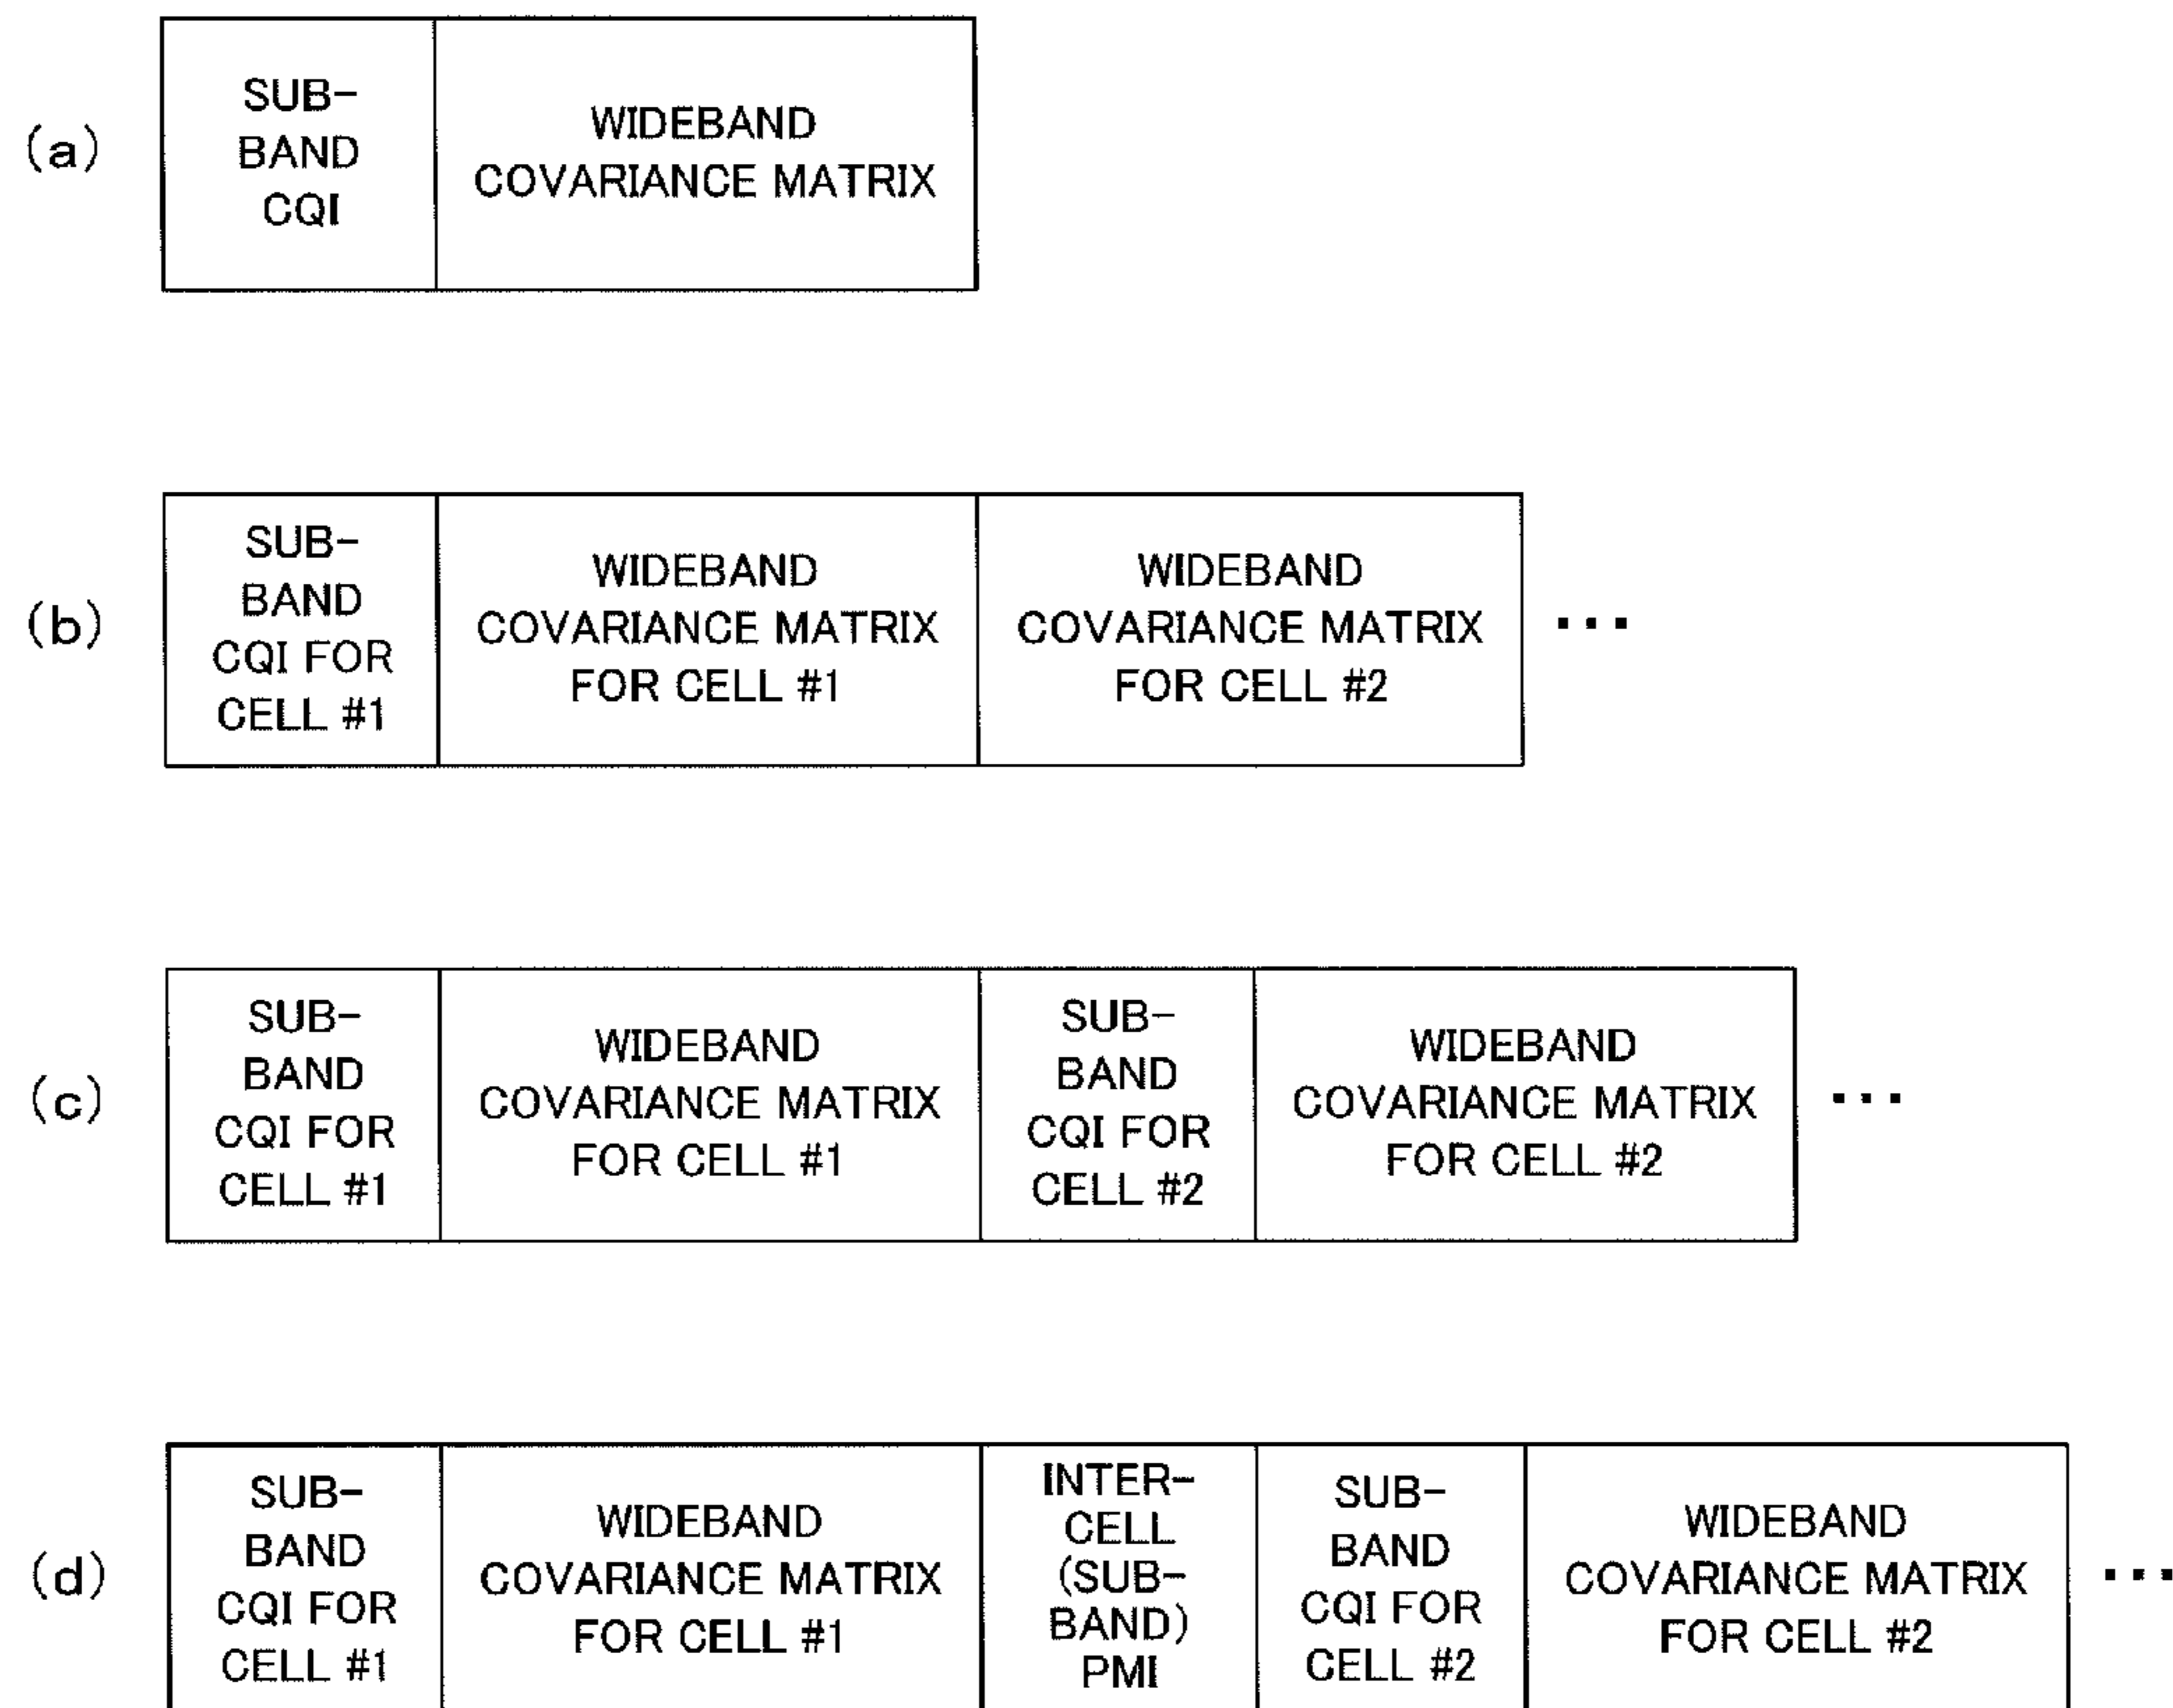 (a)
SUB-
BAND
CQI
WIDEBAND
COVARIANCE MATRIX
(b)
SUB-
BAND
CQI FOR
CELL #1
WIDEBAND
COVARIANCE MATRIX
FOR CELL #1
WIDEBAND
COVARIANCE MATRIX
FOR CELL #2
...
(c)
SUB-
BAND
CQI FOR
CELL #1
WIDEBAND
COVARIANCE MATRIX
FOR CELL #1
SUB-
BAND
CQI FOR
CELL #2
WIDEBAND
COVARIANCE MATRIX
FOR CELL #2
...
(d)
SUB-
BAND
CQI FOR
CELL #1
WIDEBAND
COVARIANCE MATRIX
FOR CELL #1
INTER-
CELL
(SUB-
BAND)
PMI
SUB-
BAND
CQI FOR
CELL #2
WIDEBAND
COVARIANCE MATRIX
FOR CELL #2
...